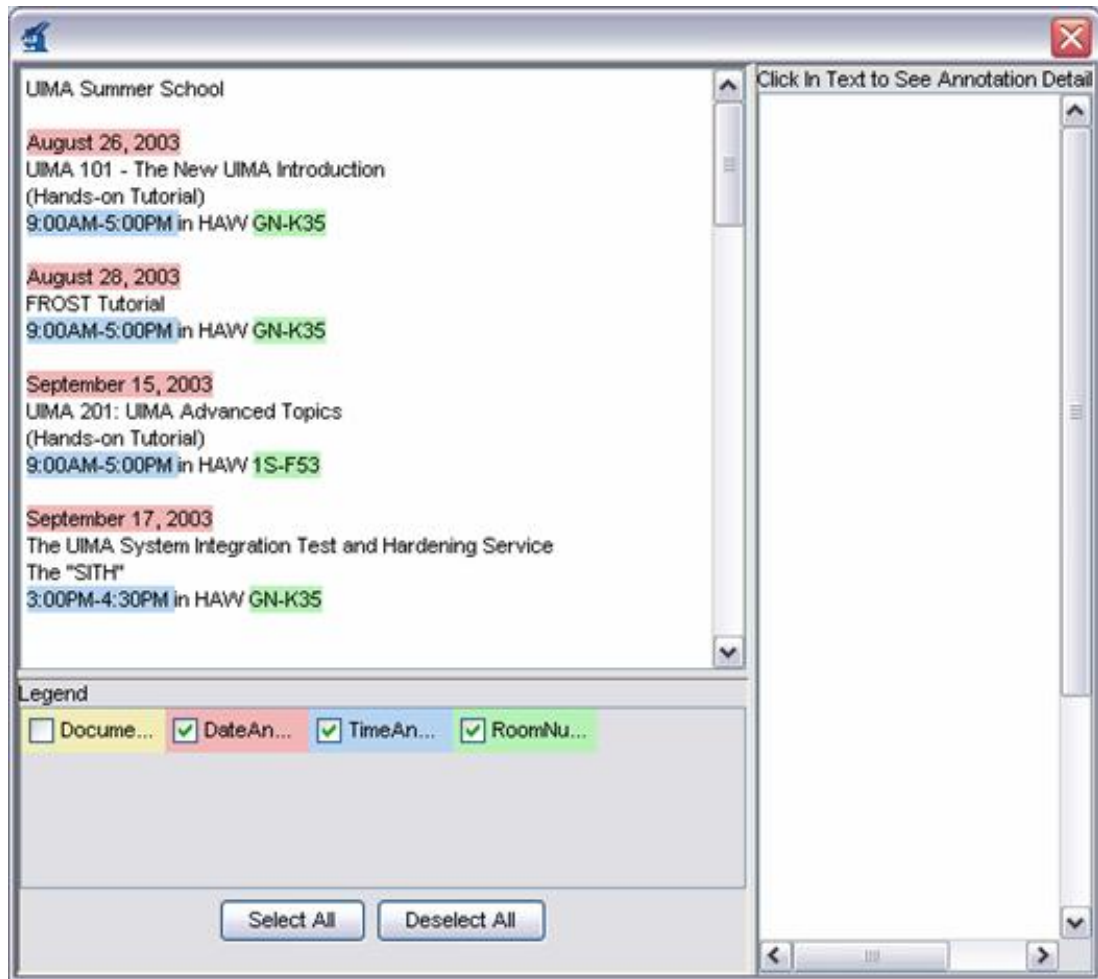 UIMA Summer School
August 26, 2003
UIMA 101 - The New UIMA Introduction
(Hands-on Tutorial)
9:00AM-5:00PM in HAW GN-K35
August 28, 2003
FROST Tutorial
9:00AM-5:00PM in HAW GN-K35
September 15, 2003
UIMA 201: UIMA Advanced Topics
(Hands-on Tutorial)
9:00AM-5:00PM in HAW 1S-F53
September 17, 2003
The UIMA System Integration Test and Hardening Service
The "SITH"
3:00PM-4:30PM in HAW GN-K35
Legend
Docume... DateAn... TimeAn... RoomNu...
Select All Deselect All
Click In Text to See Annotation Detail